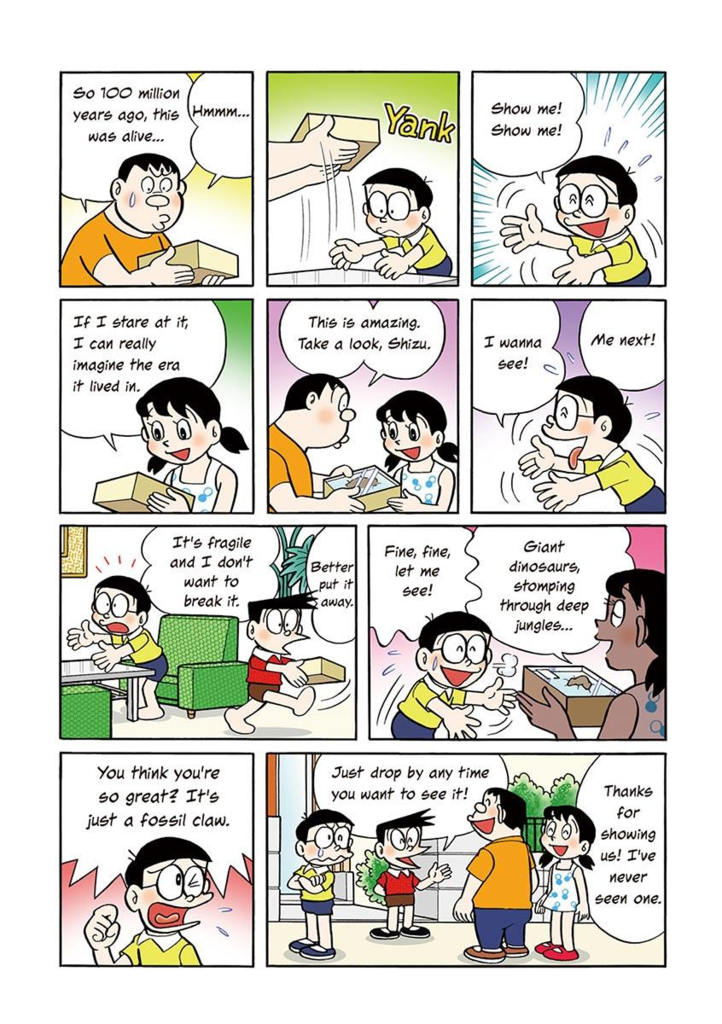 Show me!
Show me!
Yank
Hmmm...
So 100 million
years ago, this
was alive...
Me next!
I wanna
see!
This is amazing.
Take a look, Shizu.
If I stare at it,
I can really
imagine the era
it lived in.
Giant
dinosaurs,
stomping
through deep
jungles...
Fine, fine,
let me
see!
Better
put it
away.
It's fragile
and I don't
want to
break it.
Thanks
for
showing
us! I've
never
seen one.
Just drop by any time
you want to see it!
You think you're
so great? It's
just a fossil claw.